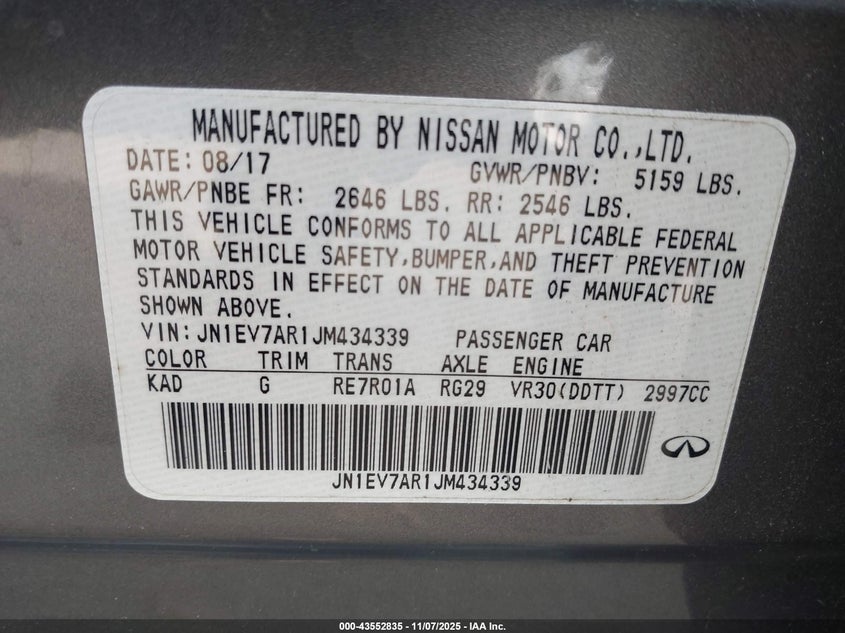 MANUFACTURED BY NISSAN MOTOR CO.,LTD.
DATE: 08/17 GVWR/PNBV: 5159 LBS.
GAWR/PNBE FR: 2646 LBS. RR: 2546 LBS.
THIS VEHICLE CONFORMS TO ALL APPLICABLE FEDERAL
MOTOR VEHICLE SAFETY,BUMPER,AND THEFT PREVENTION
STANDARDS IN EFFECT ON THE DATE OF MANUFACTURE
SHOWN ABOVE.
VIN: JN1EV7AR1JM434339 PASSENGER CAR
COLOR TRIM TRANS AXLE ENGINE
KAD G RE7R01A RG29 VR30(DDTT) 2997CC
JN1EV7AR1JM434339
000-43552835 - 11/07/2025 - IAA Inc.